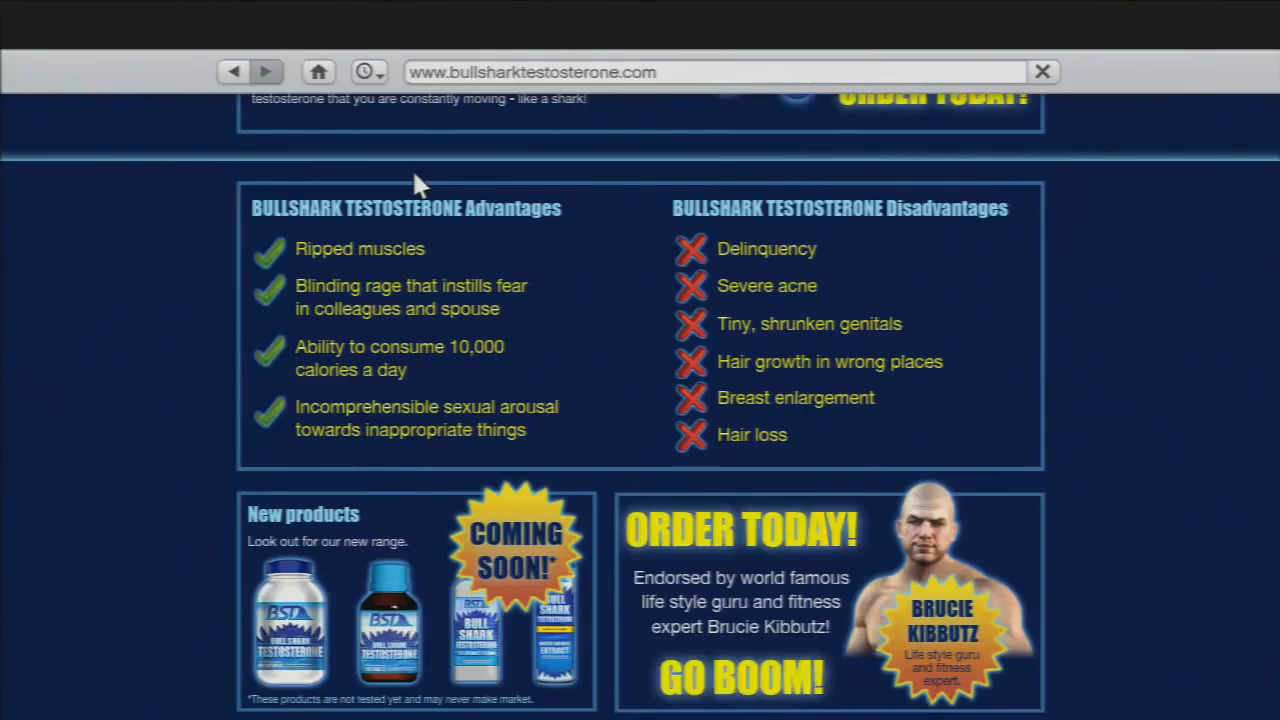 www.bullsharktestosterone.com
testosterone that you are constantly moving - like a shark!
ORDER TODAY!
BULLSHARK TESTOSTERONE Advantages
Ripped muscles
Blinding rage that instills fear
in colleagues and spouse
Ability to consume 10,000
calories a day
Incomprehensible sexual arousal
towards inappropriate things
BULLSHARK TESTOSTERONE Disadvantages
Delinquency
Severe acne
Tiny, shrunken genitals
Hair growth in wrong places
Breast enlargement
Hair loss
New products
Look out for our new range.
COMING
SOON!*
BST
BULL SHARK
TESTOSTERONE
BST
BULL SHARK
TESTOSTERONE
BST
BULL
SHARK
TESTOSTERONE
BULL
SHARK
TESTOSTERONE
EXTRACT
*These products are not tested yet and may never make market.
ORDER TODAY!
Endorsed by world famous
life style guru and fitness
expert Brucie Kibbutz!
GO BOOM!
BRUCIE
KIBBUTZ
Life style guru
and fitness
expert.